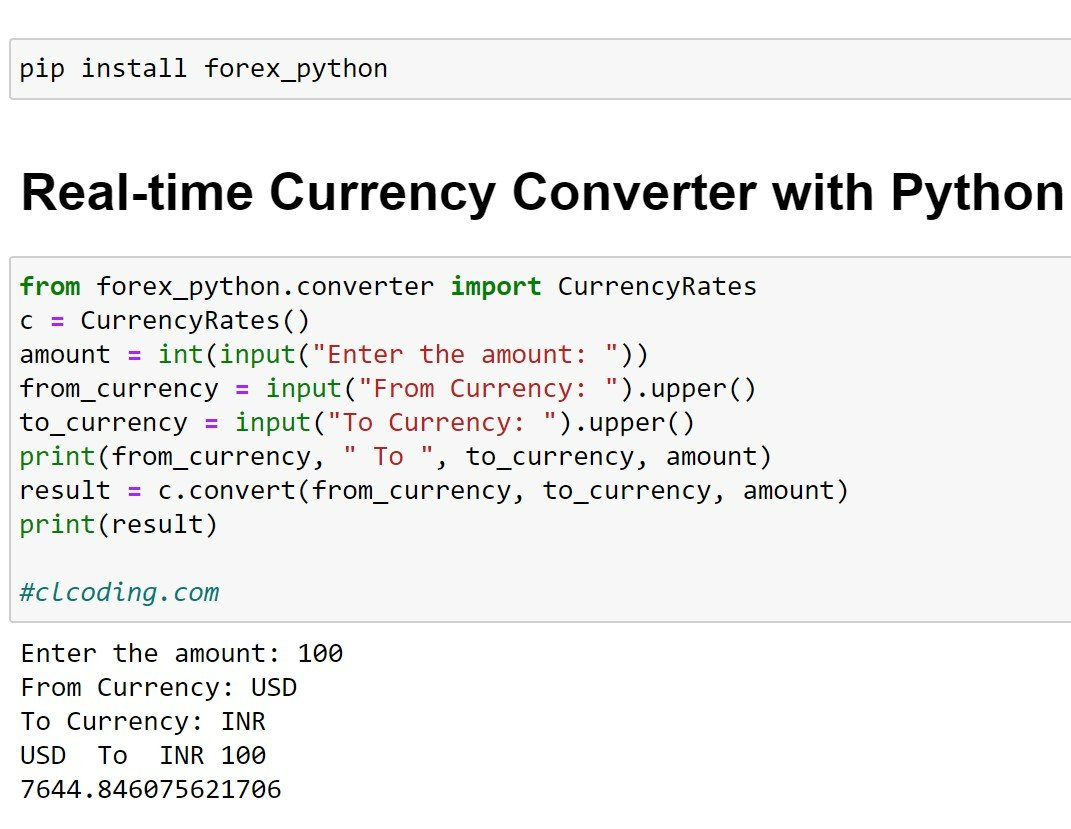 pip install forex_python
Real-time Currency Converter with Python
from forex_python.converter import CurrencyRates
c = CurrencyRates()
amount = int(input("Enter the amount: "))
from_currency = input("From Currency: ").upper()
to_currency = input("To Currency: ").upper()
print(from_currency, " To ", to_currency, amount)
result = c.convert(from_currency, to_currency, amount)
print(result)
#clcoding.com
Enter the amount: 100
From Currency: USD
To Currency: INR
USD  To  INR 100
7644.846075621706